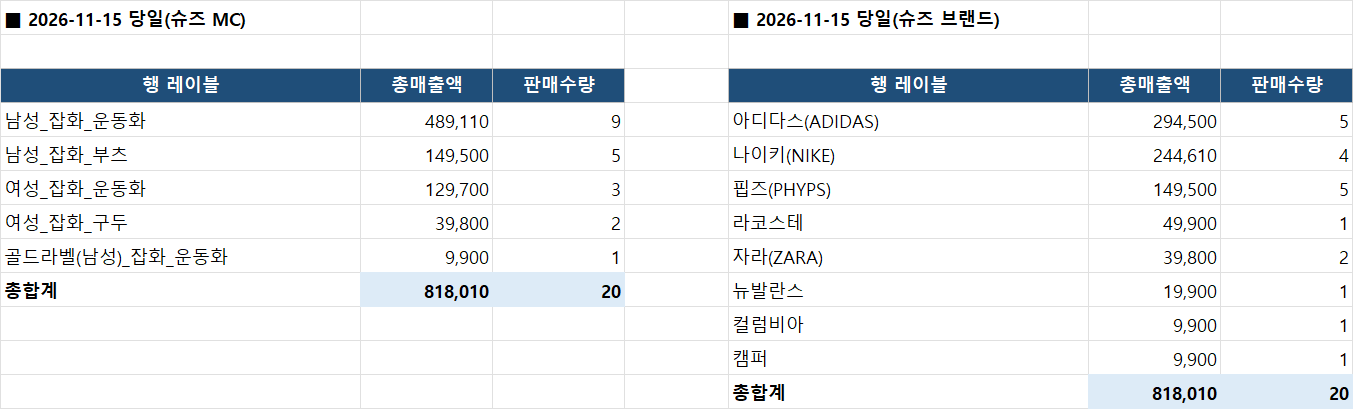 ■ 2026-11-15 당일(슈즈 MC)
행 레이블 총매출액 판매수량
남성_잡화_운동화 489,110 9
남성_잡화_부츠 149,500 5
여성_잡화_운동화 129,700 3
여성_잡화_구두 39,800 2
골드라벨(남성)_잡화_운동화 9,900 1
총합계 818,010 20
■ 2026-11-15 당일(슈즈 브랜드)
행 레이블 총매출액 판매수량
아디다스(ADIDAS) 294,500 5
나이키(NIKE) 244,610 4
핍즈(PHYPS) 149,500 5
라코스테 49,900 1
자라(ZARA) 39,800 2
뉴발란스 19,900 1
컬럼비아 9,900 1
캠퍼 9,900 1
총합계 818,010 20